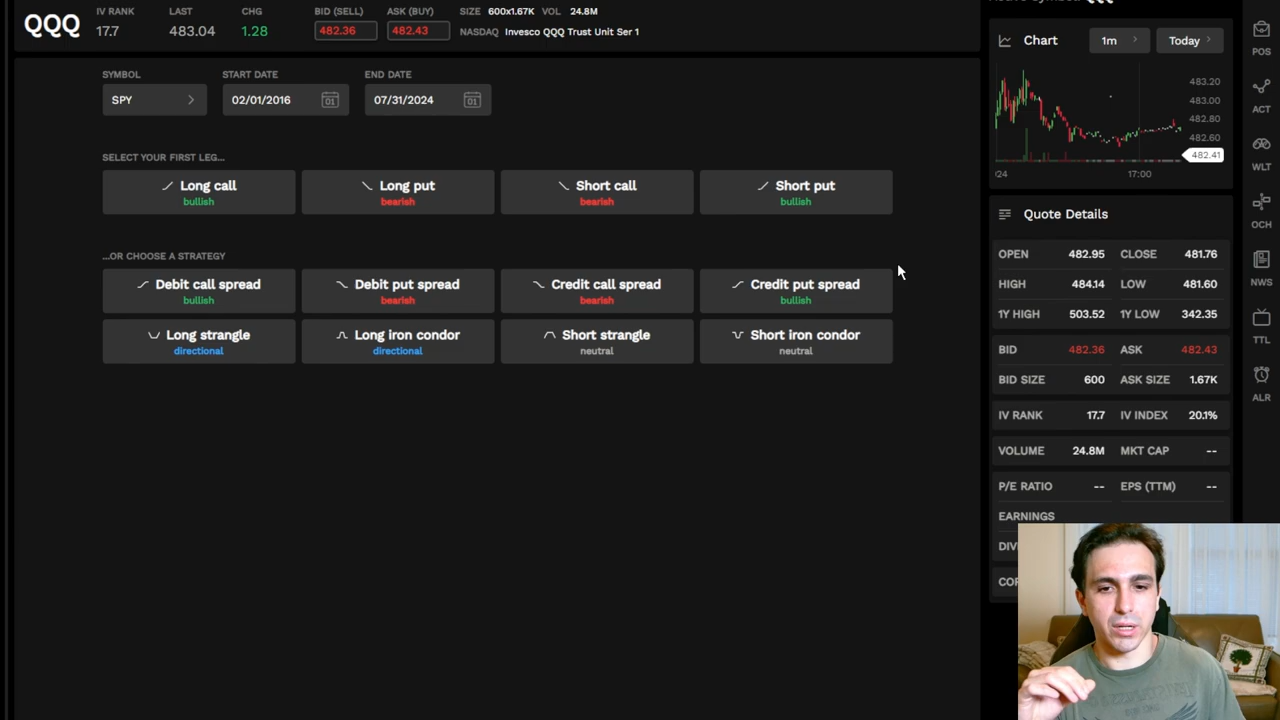 QQQ
IV RANK LAST CHG BID (SELL) ASK (BUY) SIZE 600x1.67K VOL 24.8M
17.7 483.04 1.28 482.36 482.43 NASDAQ Invesco QQQ Trust Unit Ser 1
SYMBOL START DATE END DATE
SPY 02/01/2016 01 07/31/2024 01
SELECT YOUR FIRST LEG...
Long call Long put Short call Short put
bullish bearish bearish bullish
...OR CHOOSE A STRATEGY
Debit call spread Debit put spread Credit call spread Credit put spread
bullish bearish bearish bullish
Long strangle Long iron condor Short strangle Short iron condor
directional directional neutral neutral
Chart 1m Today
483.20
483.00
482.80
482.60
482.41
24 17:00
Quote Details
OPEN 482.95 CLOSE 481.76
HIGH 484.14 LOW 481.60
1Y HIGH 503.52 1Y LOW 342.35
BID 482.36 ASK 482.43
BID SIZE 600 ASK SIZE 1.67K
IV RANK 17.7 IV INDEX 20.1%
VOLUME 24.8M MKT CAP --
P/E RATIO -- EPS (TTM) --
EARNINGS
DIV
COR
POS
ACT
WLT
OCH
NWS
TTL
ALR